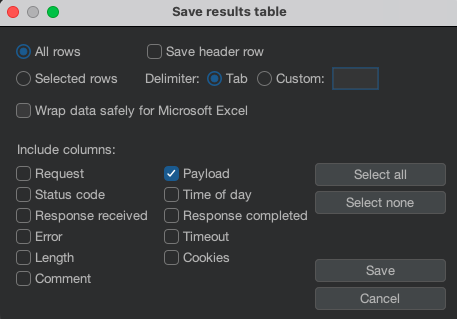 Save results table
All rows Save header row
Selected rows Delimiter: Tab Custom:
Wrap data safely for Microsoft Excel
Include columns:
Request Payload Select all
Status code Time of day Select none
Response received Response completed
Error Timeout
Length Cookies Save
Comment Cancel